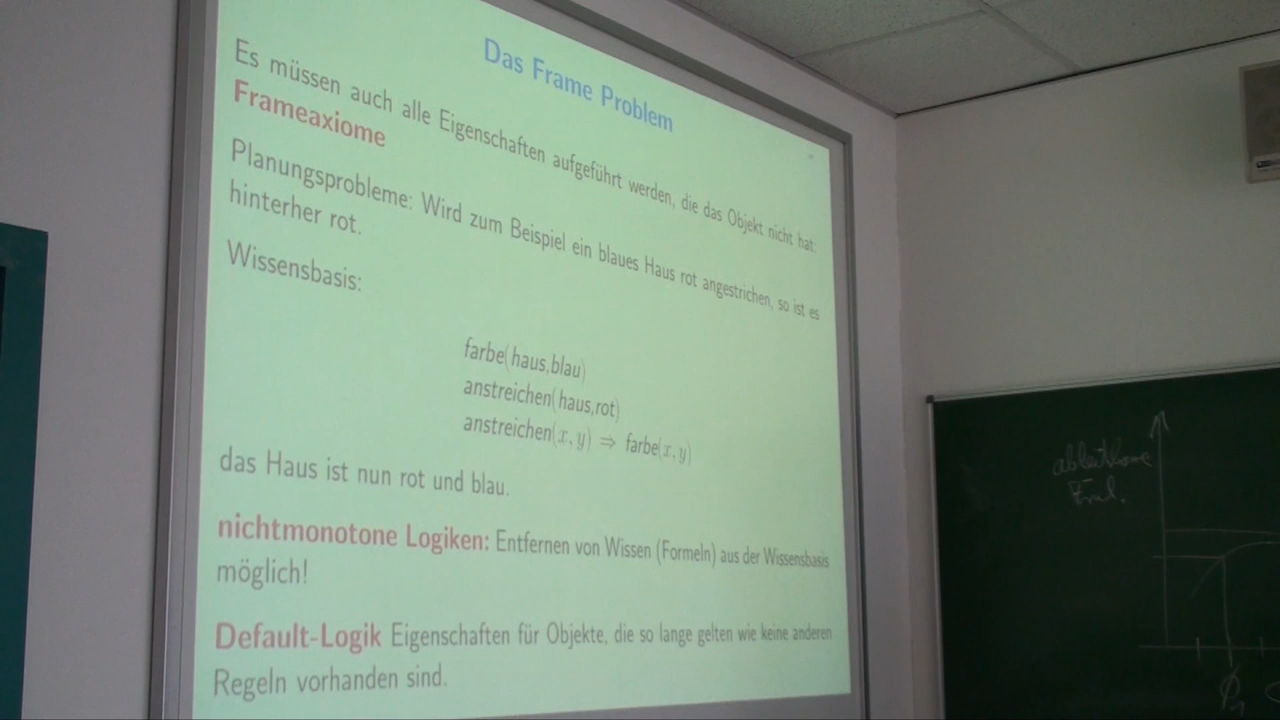 Das Frame Problem
Es müssen auch alle Eigenschaften aufgeführt werden, die das Objekt nicht hat:
Frameaxiome
Planungsprobleme: Wird zum Beispiel ein blaues Haus rot angestrichen, so ist es
hinterher rot.
Wissensbasis:
farbe(haus,blau)
anstreichen(haus,rot)
anstreichen(x,y) ⇒ farbe(x,y)
das Haus ist nun rot und blau.
nichtmonotone Logiken: Entfernen von Wissen (Formeln) aus der Wissensbasis
möglich!
Default-Logik Eigenschaften für Objekte, die so lange gelten wie keine anderen
Regeln vorhanden sind.